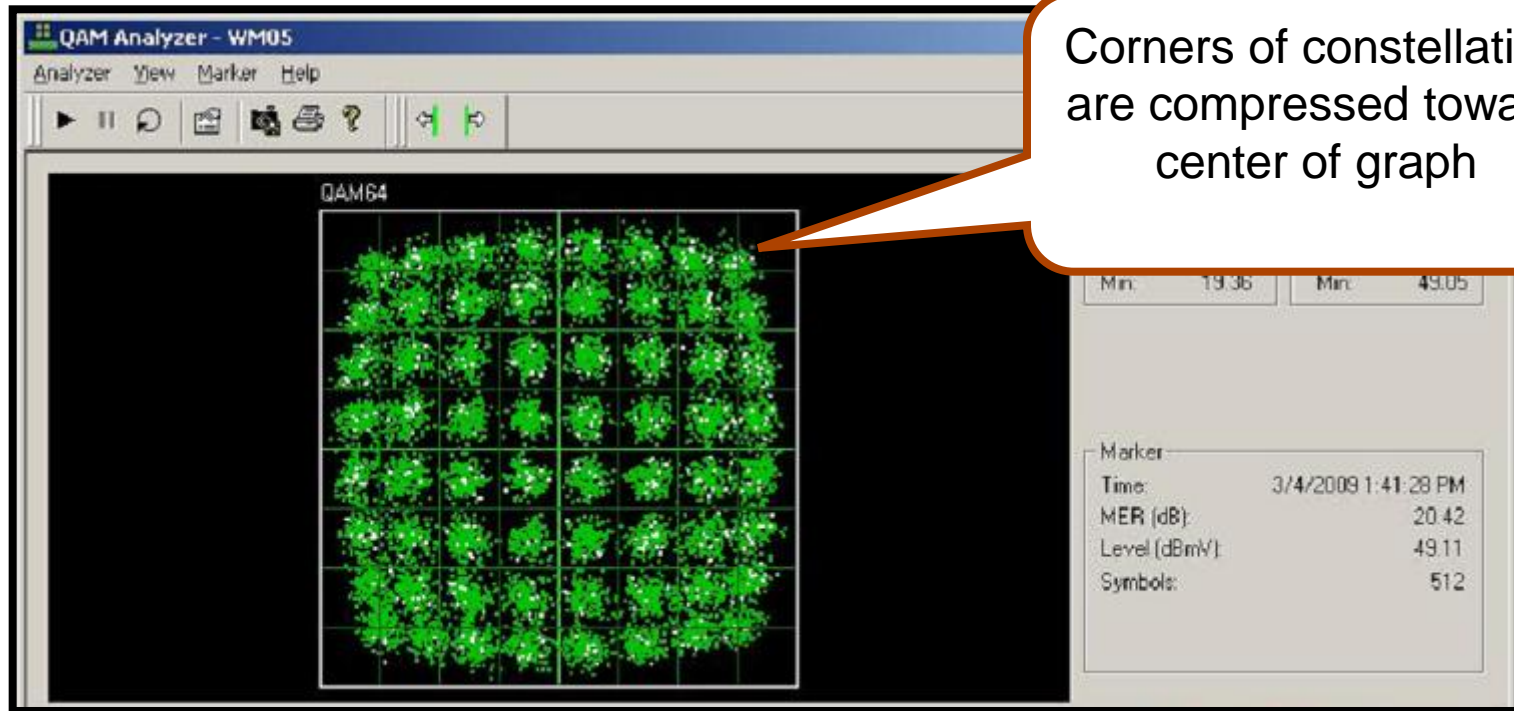 QAM Analyzer - WM05
Analyzer View Marker Help
Corners of constellati
are compressed towa
center of graph
QAM64
Min: 19.36 Min: 49.05
Marker
Time: 3/4/2009 1:41:28 PM
MER (dB): 20.42
Level (dBmV): 49.11
Symbols: 512